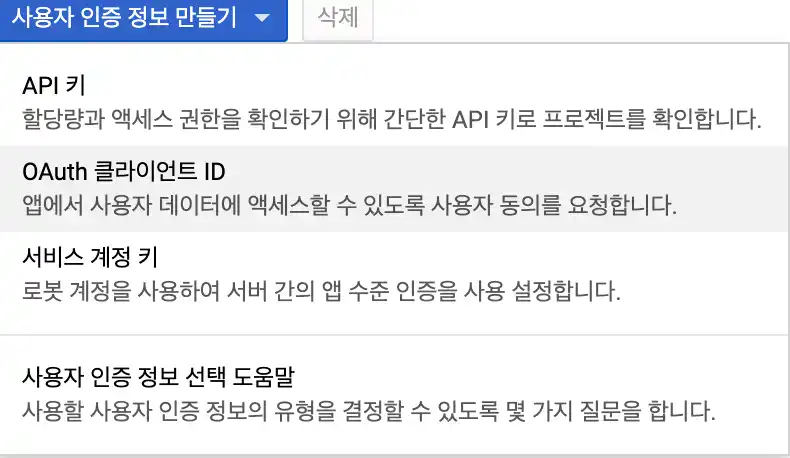 사용자 인증 정보 만들기
삭제
API 키
할당량과 액세스 권한을 확인하기 위해 간단한 API 키로 프로젝트를 확인합니다.
OAuth 클라이언트 ID
앱에서 사용자 데이터에 액세스할 수 있도록 사용자 동의를 요청합니다.
서비스 계정 키
로봇 계정을 사용하여 서버 간의 앱 수준 인증을 사용 설정합니다.
사용자 인증 정보 선택 도움말
사용할 사용자 인증 정보의 유형을 결정할 수 있도록 몇 가지 질문을 합니다.